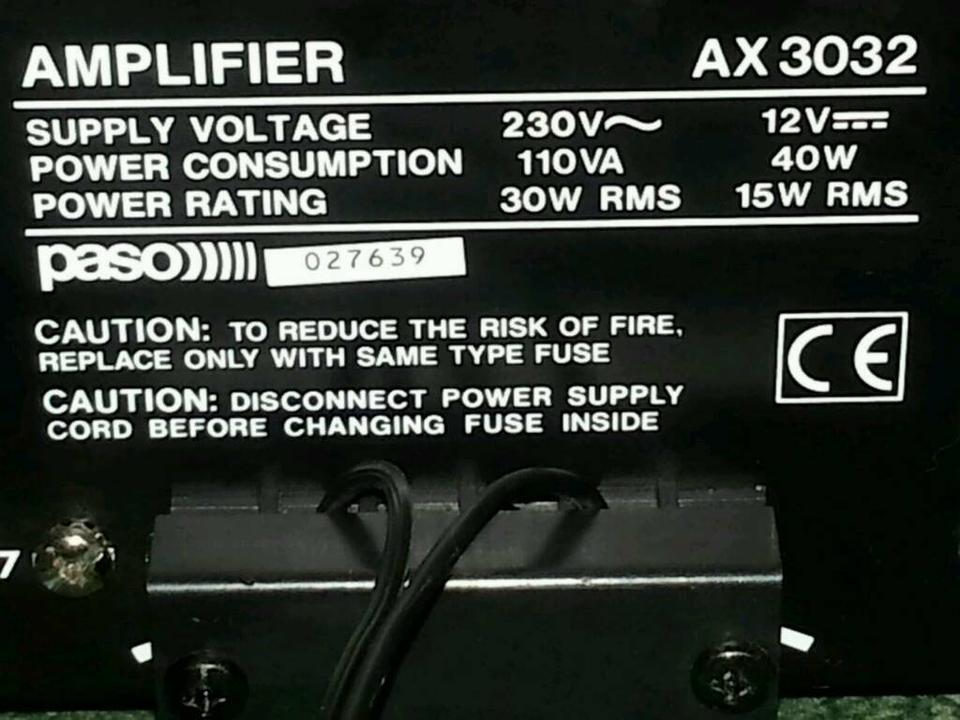 AMPLIFIER AX 3032
SUPPLY VOLTAGE 230V~ 12V⎓
POWER CONSUMPTION 110VA 40W
POWER RATING 30W RMS 15W RMS
paso))))) 027639
CAUTION: TO REDUCE THE RISK OF FIRE,
REPLACE ONLY WITH SAME TYPE FUSE
CE
CAUTION: DISCONNECT POWER SUPPLY
CORD BEFORE CHANGING FUSE INSIDE
7